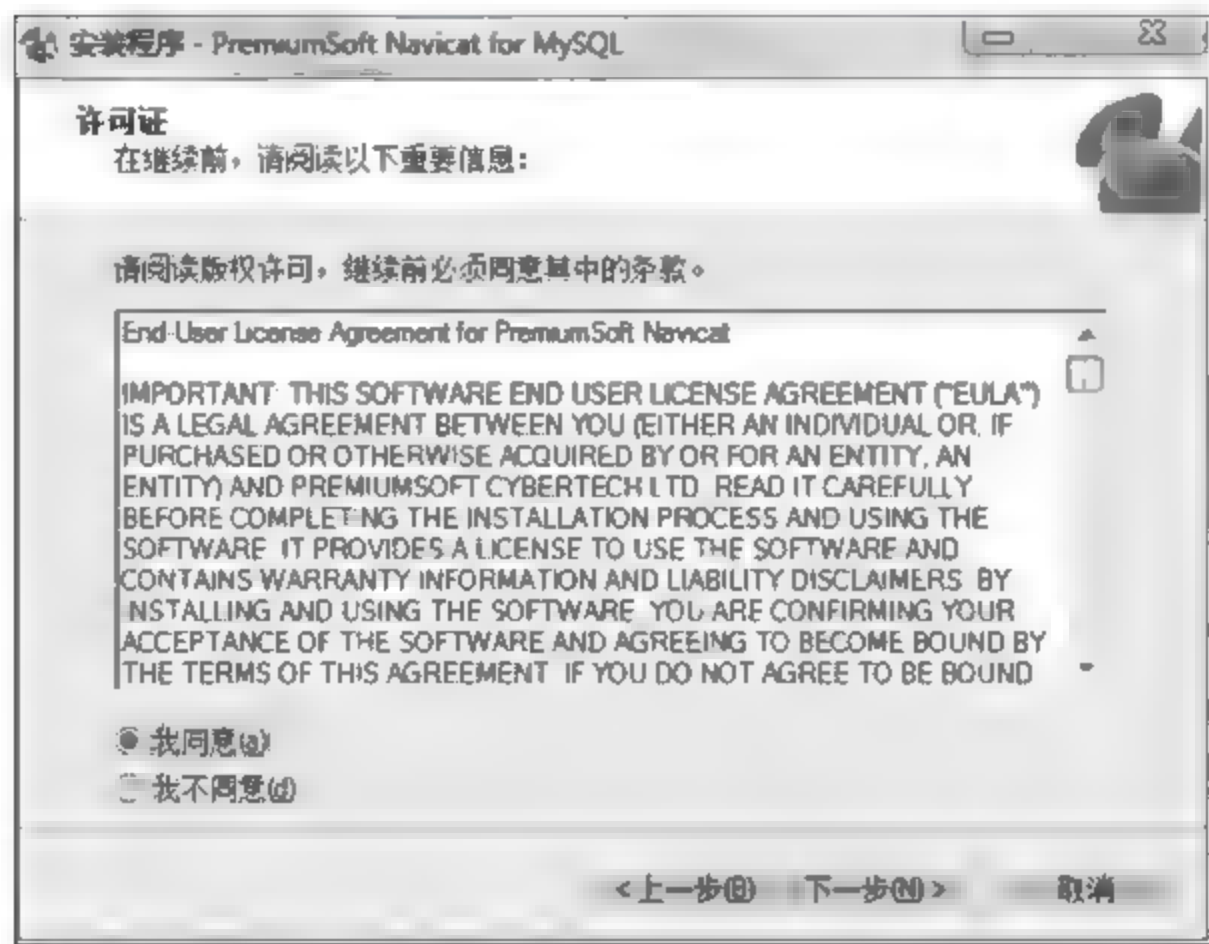 安装程序 - PremiumSoft Navicat for MySQL
许可证
在继续前，请阅读以下重要信息：
请阅读版权许可，继续前必须同意其中的条款。
End-User License Agreement for PremiumSoft Navicat
IMPORTANT: THIS SOFTWARE END USER LICENSE AGREEMENT ("EULA")
IS A LEGAL AGREEMENT BETWEEN YOU (EITHER AN INDIVIDUAL OR, IF
PURCHASED OR OTHERWISE ACQUIRED BY OR FOR AN ENTITY, AN
ENTITY) AND PREMIUMSOFT CYBERTECH LTD. READ IT CAREFULLY
BEFORE COMPLETING THE INSTALLATION PROCESS AND USING THE
SOFTWARE. IT PROVIDES A LICENSE TO USE THE SOFTWARE AND
CONTAINS WARRANTY INFORMATION AND LIABILITY DISCLAIMERS. BY
INSTALLING AND USING THE SOFTWARE, YOU ARE CONFIRMING YOUR
ACCEPTANCE OF THE SOFTWARE AND AGREEING TO BECOME BOUND BY
THE TERMS OF THIS AGREEMENT. IF YOU DO NOT AGREE TO BE BOUND
我同意(a)
我不同意(d)
<上一步(B) 下一步(N)> 取消